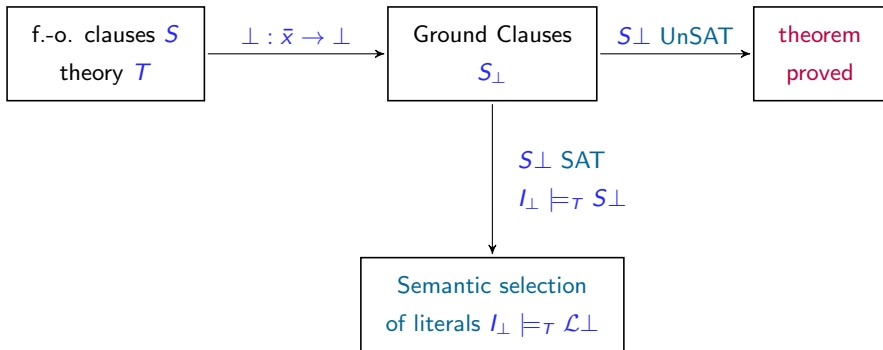 f.-o. clauses S
theory T
⊥ : x̄ → ⊥
Ground Clauses
S⊥
S⊥ UnSAT
theorem
proved
S⊥ SAT
I⊥ ⊨T S⊥
Semantic selection
of literals I⊥ ⊨T ℒ⊥